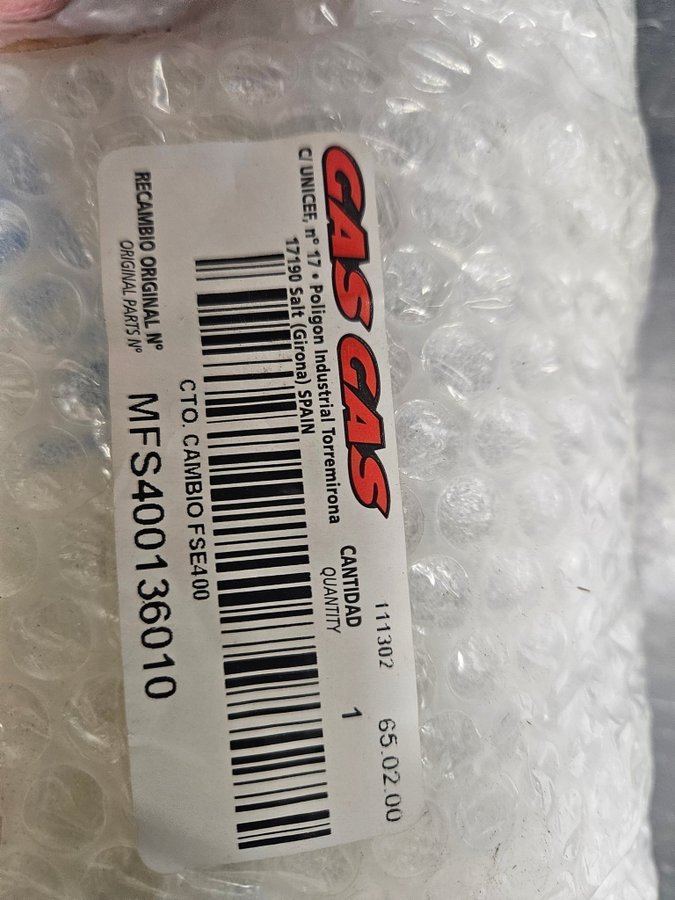 GAS GAS
C/ UNICEF, nº 17 • Poligon Industrial Torremirona
17190 Salt (Girona) SPAIN
111302 65.02.00
CANTIDAD 1
QUANTITY
CTO. CAMBIO FSE400
RECAMBIO ORIGINAL Nº MFS400136010
ORIGINAL PARTS Nº